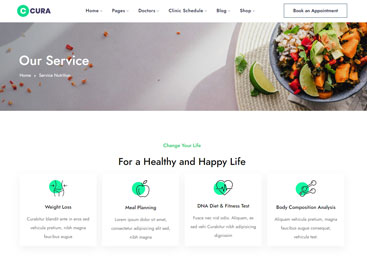 CURA
Home
Pages
Doctors
Clinic Schedule
Blog
Shop
Book an Appointment
Our Service
Home
Service Nutrition
Change Your Life
For a Healthy and Happy Life
Weight Loss
Curabitur blandit ante in eros sed
vehicula pretium, nibh magna
faucibus augue
Meal Planning
Lorem ipsum dolor sit amet,
consectetur adipiscing elit sed,
nibh magna
DNA Diet & Fitness Test
Fusce nec nisl odio. Aliquam, ex
sed velit Curabitur nibh adipiscing
dignissim
Body Composition Analysis
Aliquam vehicula pretium, magna
faucibus augue consequat,
vehicula test